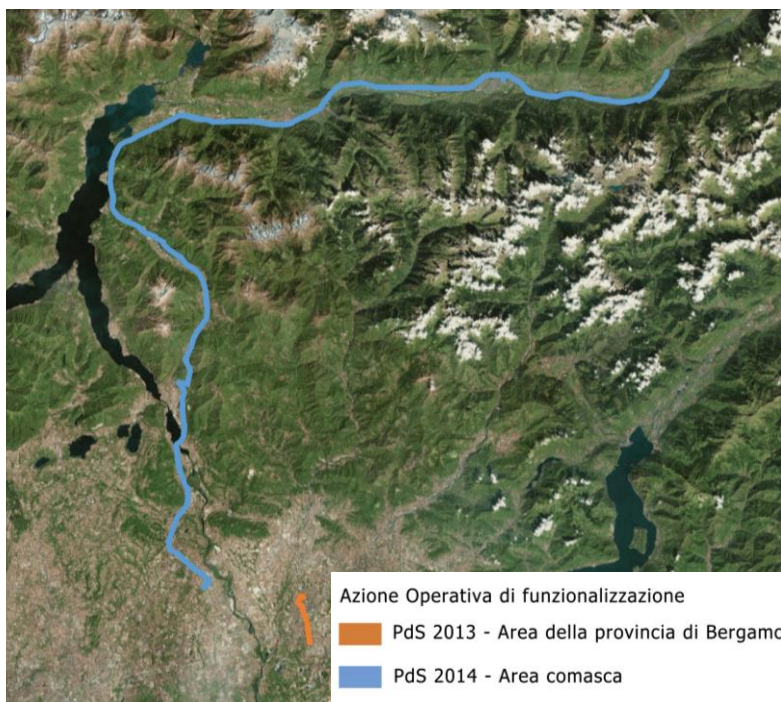 Azione Operativa di funzionalizzazione
PdS 2013 - Area della provincia di Bergamo
PdS 2014 - Area comasca